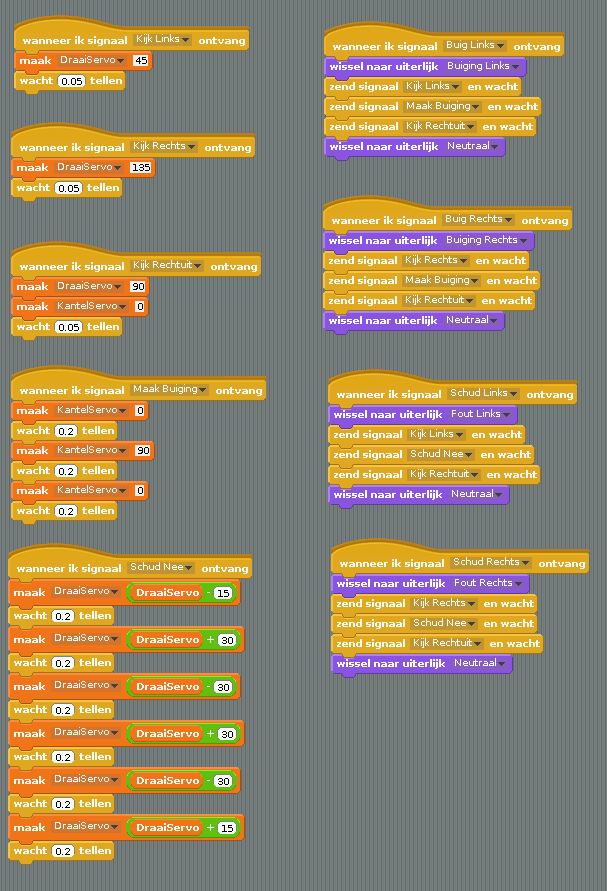 wanneer ik signaal Kijk Links ontvang
maak DraaiServo 45
wacht 0.05 tellen
wanneer ik signaal Kijk Rechts ontvang
maak DraaiServo 135
wacht 0.05 tellen
wanneer ik signaal Kijk Rechtuit ontvang
maak DraaiServo 90
maak KantelServo 0
wacht 0.05 tellen
wanneer ik signaal Maak Buiging ontvang
maak KantelServo 0
wacht 0.2 tellen
maak KantelServo 90
wacht 0.2 tellen
maak KantelServo 0
wacht 0.2 tellen
wanneer ik signaal Schud Nee ontvang
maak DraaiServo DraaiServo - 15
wacht 0.2 tellen
maak DraaiServo DraaiServo + 30
wacht 0.2 tellen
maak DraaiServo DraaiServo - 30
wacht 0.2 tellen
maak DraaiServo DraaiServo + 30
wacht 0.2 tellen
maak DraaiServo DraaiServo - 30
wacht 0.2 tellen
maak DraaiServo DraaiServo + 15
wacht 0.2 tellen
wanneer ik signaal Buig Links ontvang
wissel naar uiterlijk Buiging Links
zend signaal Kijk Links en wacht
zend signaal Maak Buiging en wacht
zend signaal Kijk Rechtuit en wacht
wissel naar uiterlijk Neutraal
wanneer ik signaal Buig Rechts ontvang
wissel naar uiterlijk Buiging Rechts
zend signaal Kijk Rechts en wacht
zend signaal Maak Buiging en wacht
zend signaal Kijk Rechtuit en wacht
wissel naar uiterlijk Neutraal
wanneer ik signaal Schud Links ontvang
wissel naar uiterlijk Fout Links
zend signaal Kijk Links en wacht
zend signaal Schud Nee en wacht
zend signaal Kijk Rechtuit en wacht
wissel naar uiterlijk Neutraal
wanneer ik signaal Schud Rechts ontvang
wissel naar uiterlijk Fout Rechts
zend signaal Kijk Rechts en wacht
zend signaal Schud Nee en wacht
zend signaal Kijk Rechtuit en wacht
wissel naar uiterlijk Neutraal